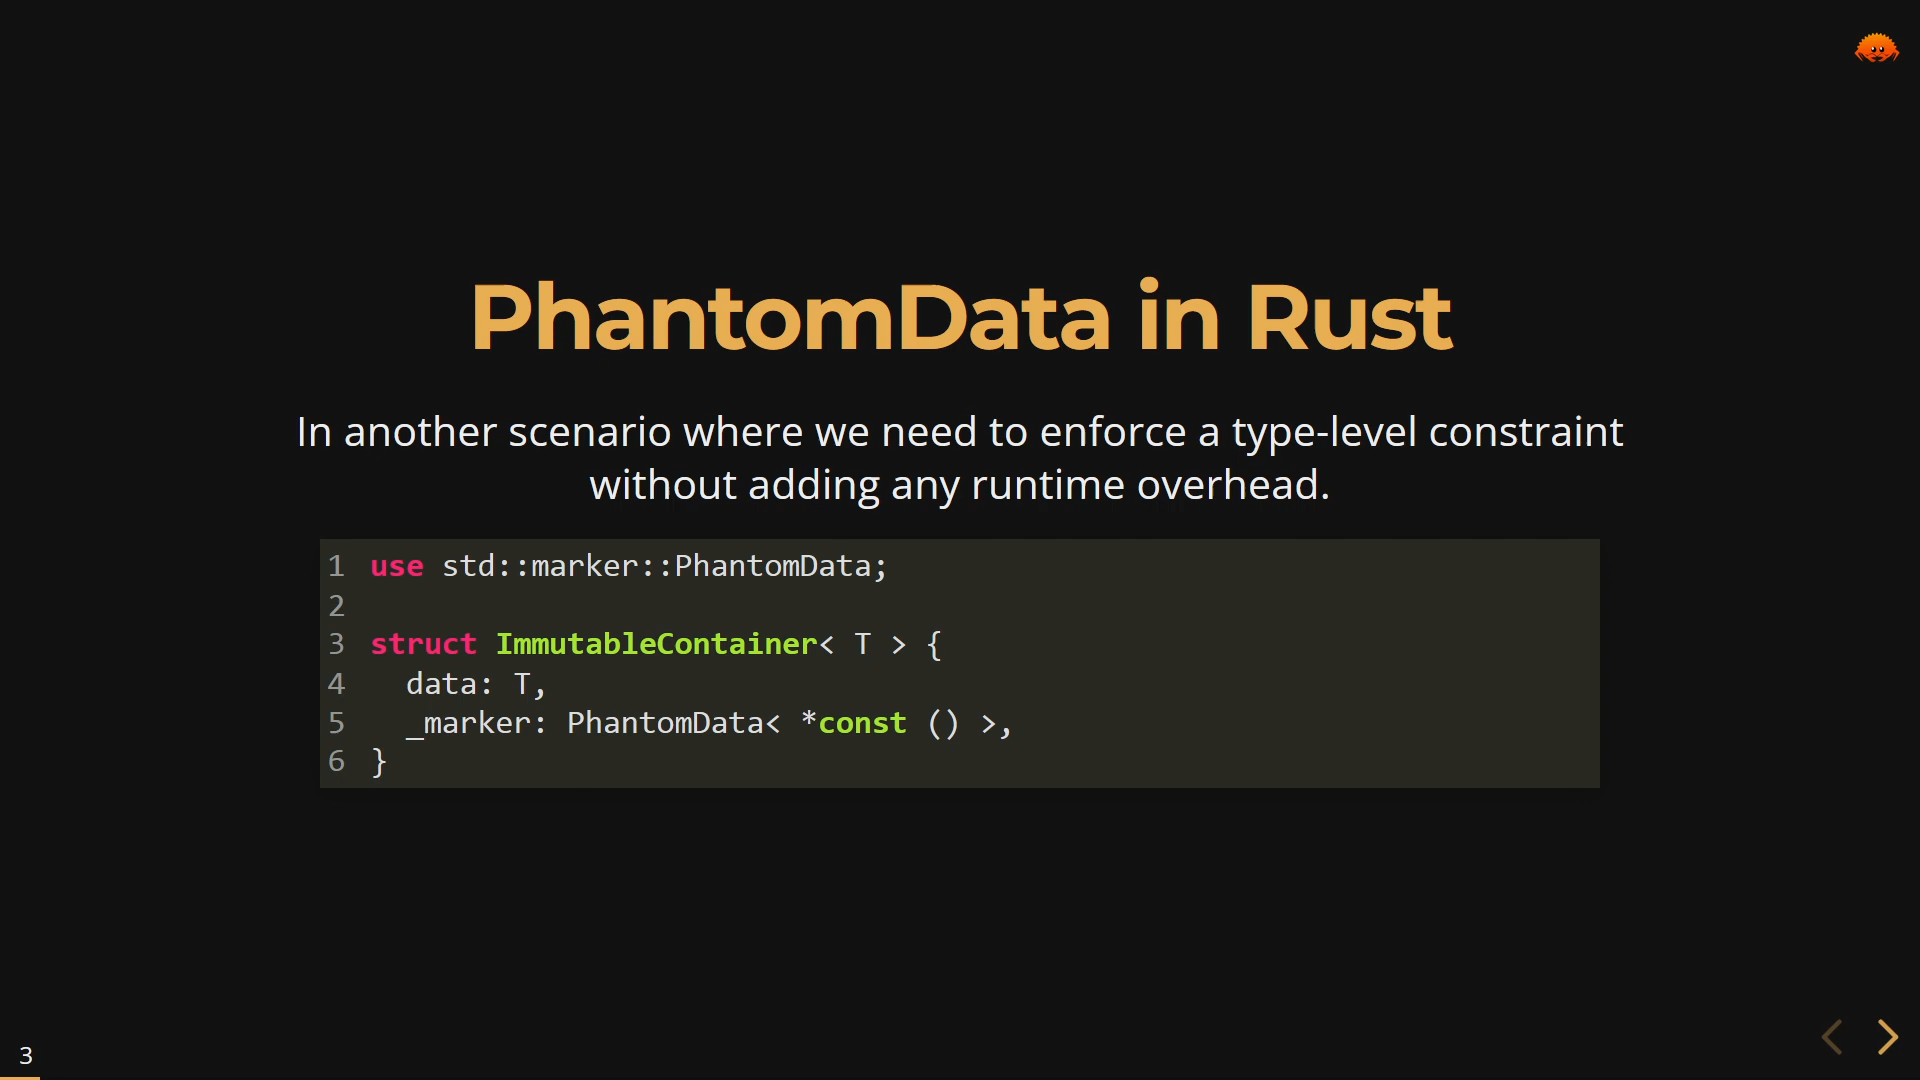 PhantomData in Rust
In another scenario where we need to enforce a type-level constraint
without adding any runtime overhead.
1 use std::marker::PhantomData;
2
3 struct ImmutableContainer< T > {
4   data: T,
5   _marker: PhantomData< *const () >,
6 }
3